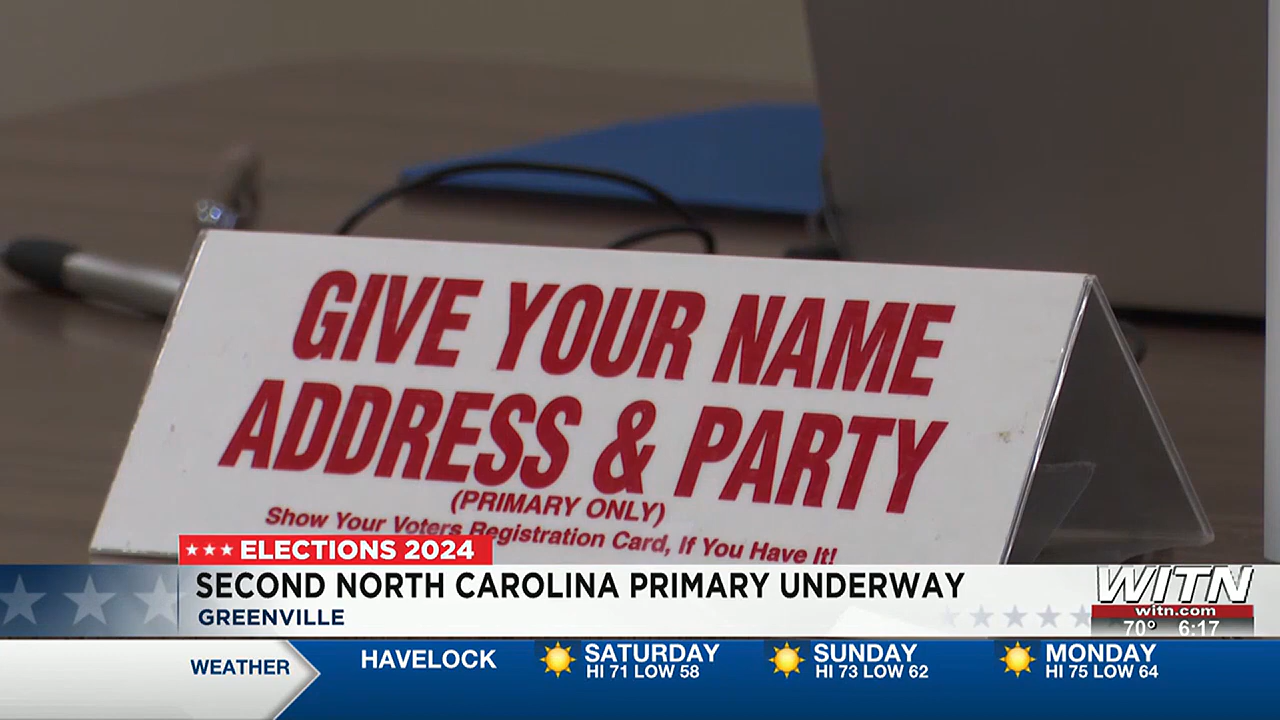 GIVE YOUR NAME
ADDRESS & PARTY
(PRIMARY ONLY)
Show Your Voters Registration Card, If You Have It!
★★★ ELECTIONS 2024
SECOND NORTH CAROLINA PRIMARY UNDERWAY
GREENVILLE
WITN
witn.com
70° 6:17
WEATHER
HAVELOCK
SATURDAY
HI 71 LOW 58
SUNDAY
HI 73 LOW 62
MONDAY
HI 75 LOW 64